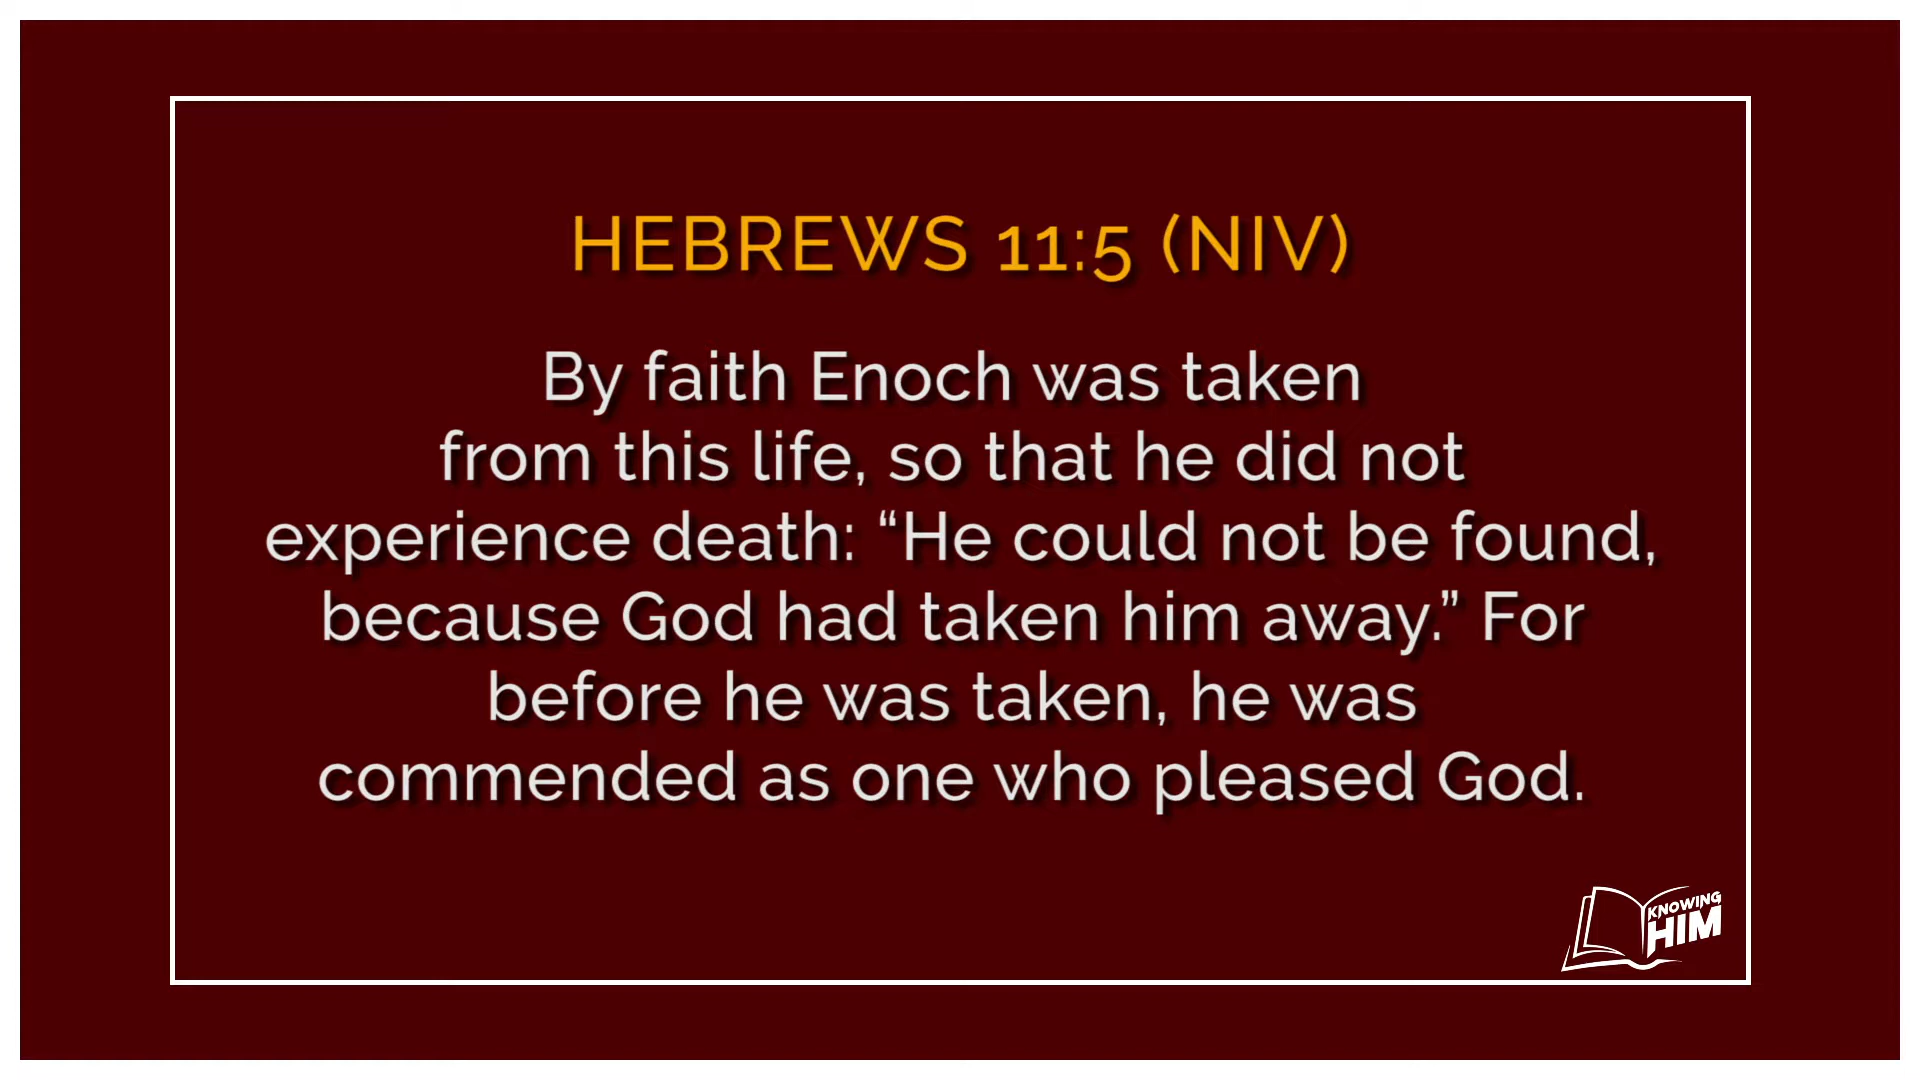 HEBREWS 11:5 (NIV)
By faith Enoch was taken
from this life, so that he did not
experience death: “He could not be found,
because God had taken him away.” For
before he was taken, he was
commended as one who pleased God.
KNOWING
HIM